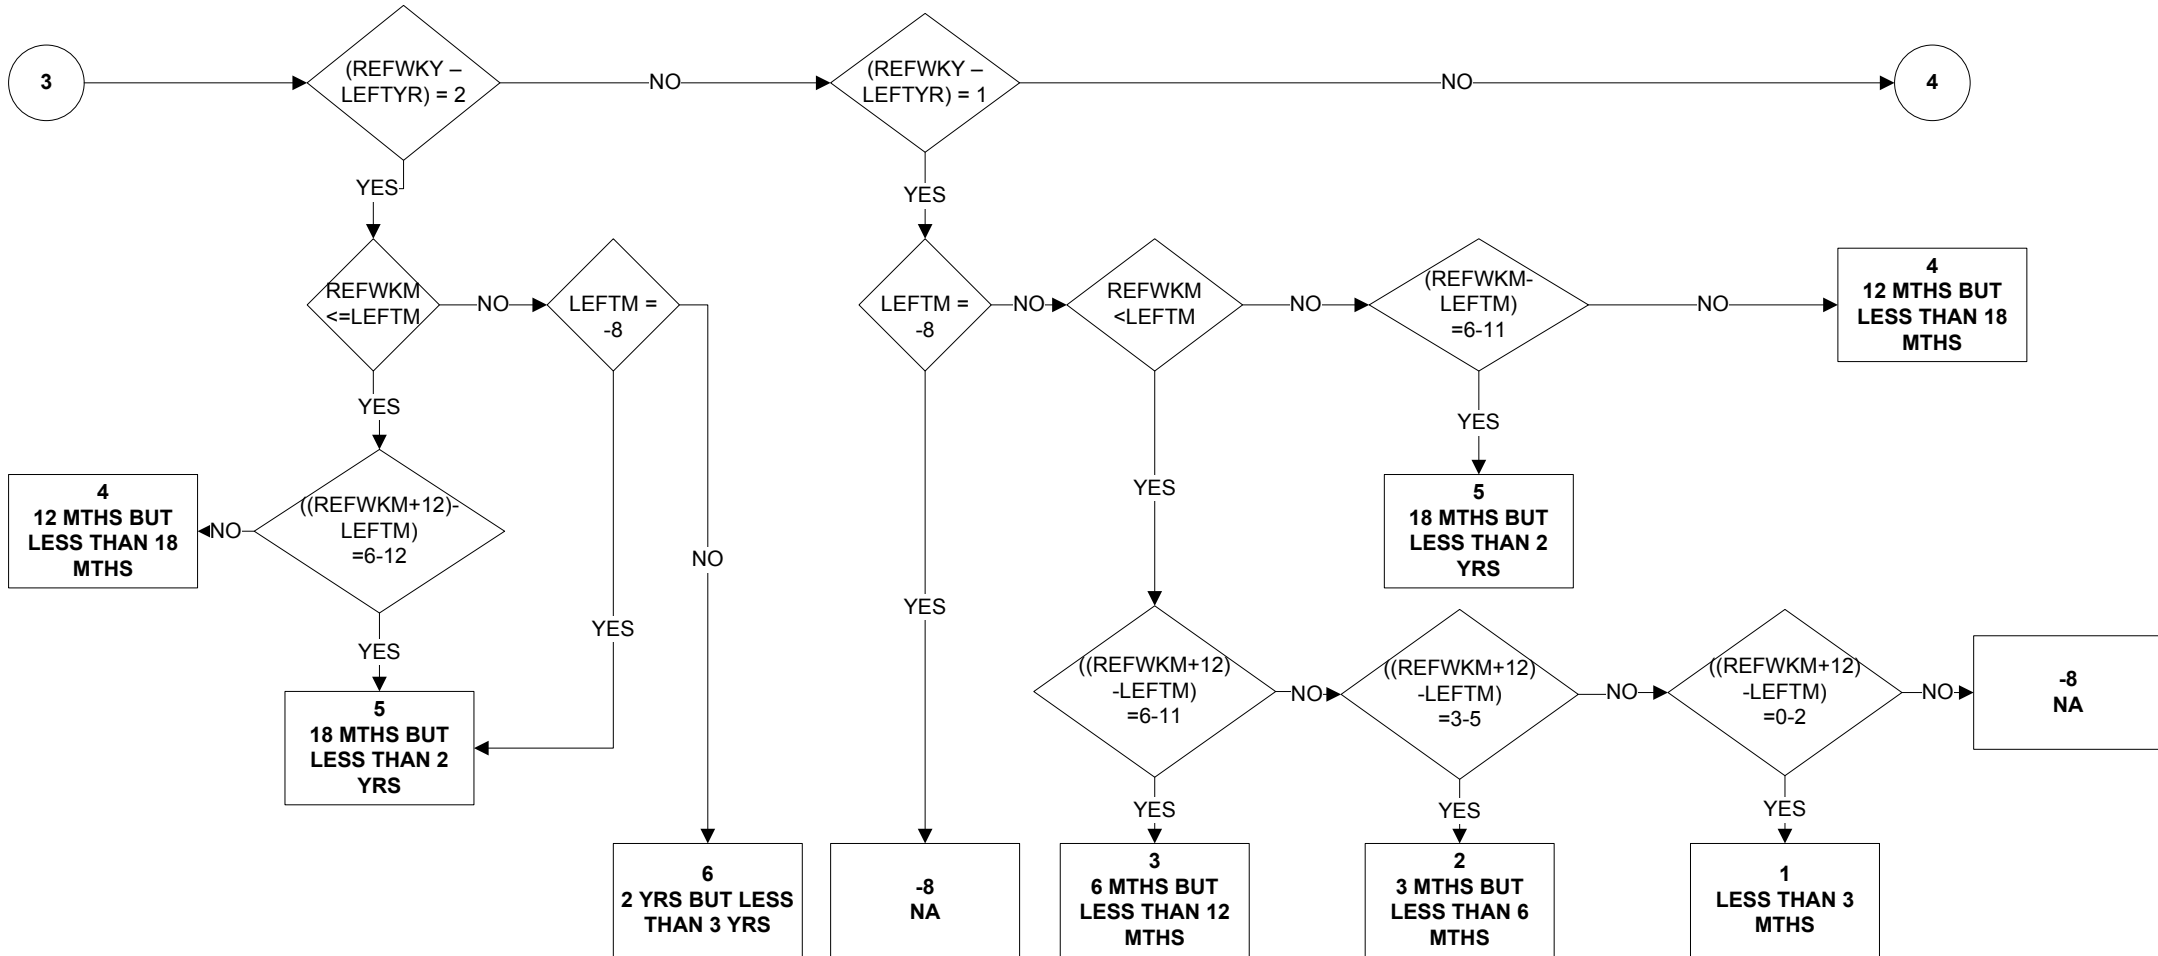 3
(REFWKY –
LEFTYR) = 2
NO
(REFWKY –
LEFTYR) = 1
NO
4
YES
YES
REFWKM
<=LEFTM
NO
LEFTM =
-8
LEFTM =
-8
NO
REFWKM
<LEFTM
NO
(REFWKM-
LEFTM)
=6-11
NO
4
12 MTHS BUT
LESS THAN 18
MTHS
YES
YES
4
12 MTHS BUT
LESS THAN 18
MTHS
NO
((REFWKM+12)-
LEFTM)
=6-12
NO
YES
5
18 MTHS BUT
LESS THAN 2
YRS
YES
YES
YES
5
18 MTHS BUT
LESS THAN 2
YRS
((REFWKM+12)
-LEFTM)
=6-11
NO
((REFWKM+12)
-LEFTM)
=3-5
NO
((REFWKM+12)
-LEFTM)
=0-2
NO
-8
NA
YES
YES
YES
6
2 YRS BUT LESS
THAN 3 YRS
-8
NA
3
6 MTHS BUT
LESS THAN 12
MTHS
2
3 MTHS BUT
LESS THAN 6
MTHS
1
LESS THAN 3
MTHS